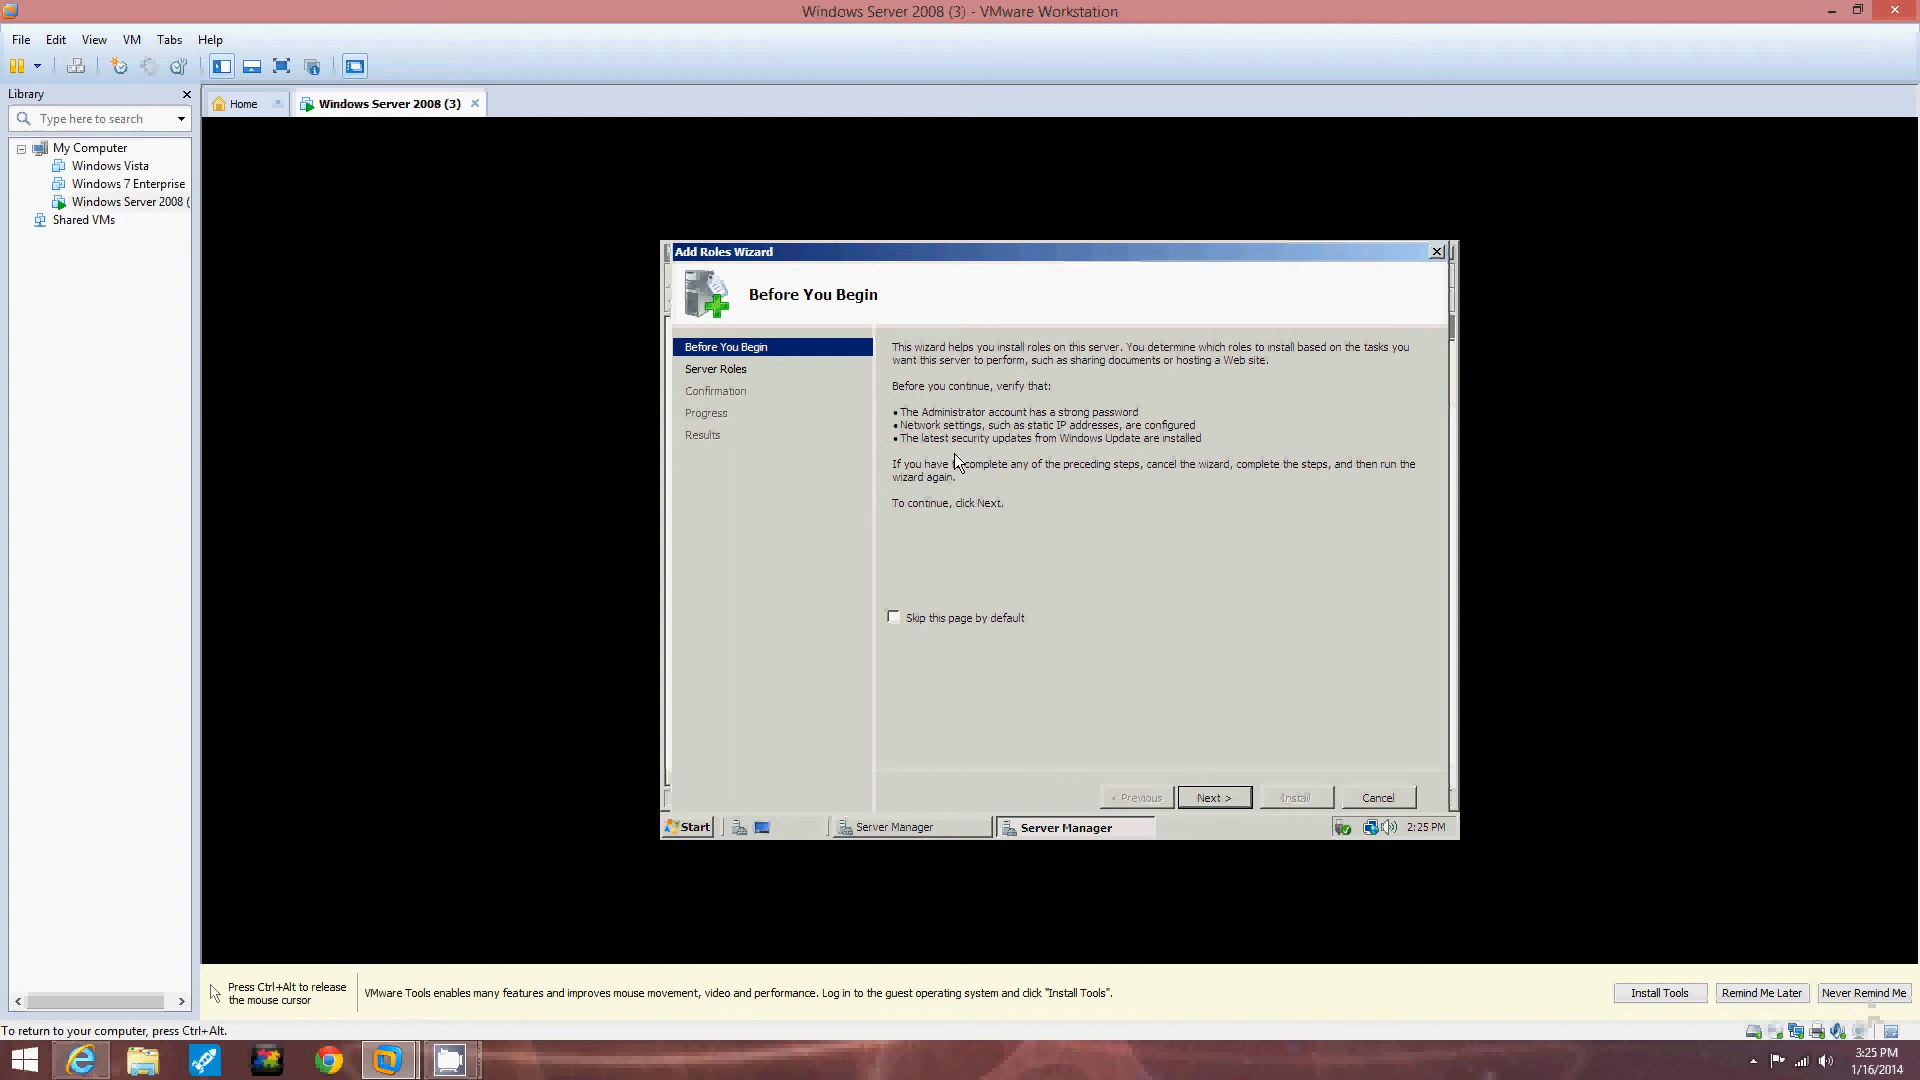 Windows Server 2008 (3) - VMware Workstation
File Edit View VM Tabs Help
Library
Type here to search
Home
Windows Server 2008 (3)
My Computer
Windows Vista
Windows 7 Enterprise
Windows Server 2008 (
Shared VMs
Add Roles Wizard
Before You Begin
Before You Begin
Server Roles
Confirmation
Progress
Results
This wizard helps you install roles on this server. You determine which roles to install based on the tasks you
want this server to perform, such as sharing documents or hosting a Web site.
Before you continue, verify that:
• The Administrator account has a strong password
• Network settings, such as static IP addresses, are configured
• The latest security updates from Windows Update are installed
If you have complete any of the preceding steps, cancel the wizard, complete the steps, and then run the
wizard again.
To continue, click Next.
Skip this page by default
< Previous
Next >
Install
Cancel
Start
Server Manager
Server Manager
2:25 PM
Press Ctrl+Alt to release
the mouse cursor
VMware Tools enables many features and improves mouse movement, video and performance. Log in to the guest operating system and click "Install Tools".
Install Tools
Remind Me Later
Never Remind Me
To return to your computer, press Ctrl+Alt.
3:25 PM
1/16/2014